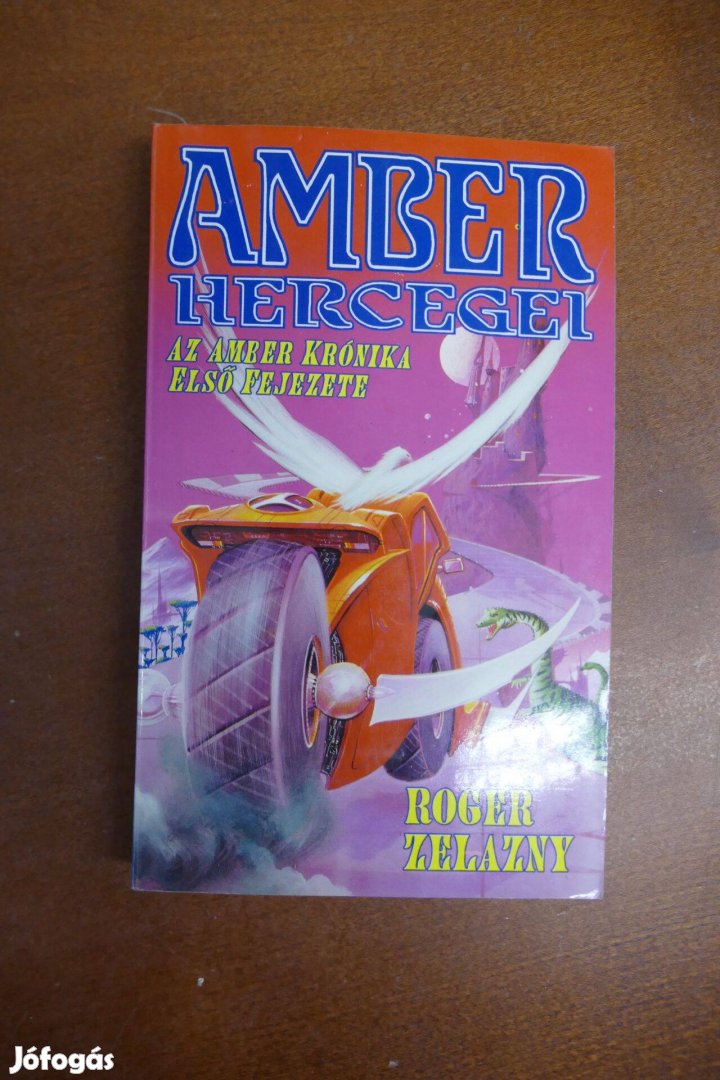 AMBER
HERCEGEI
AZ AMBER KRÓNIKA
ELSŐ FEJEZETE
ROGER
ZELAZNY
Jófogás